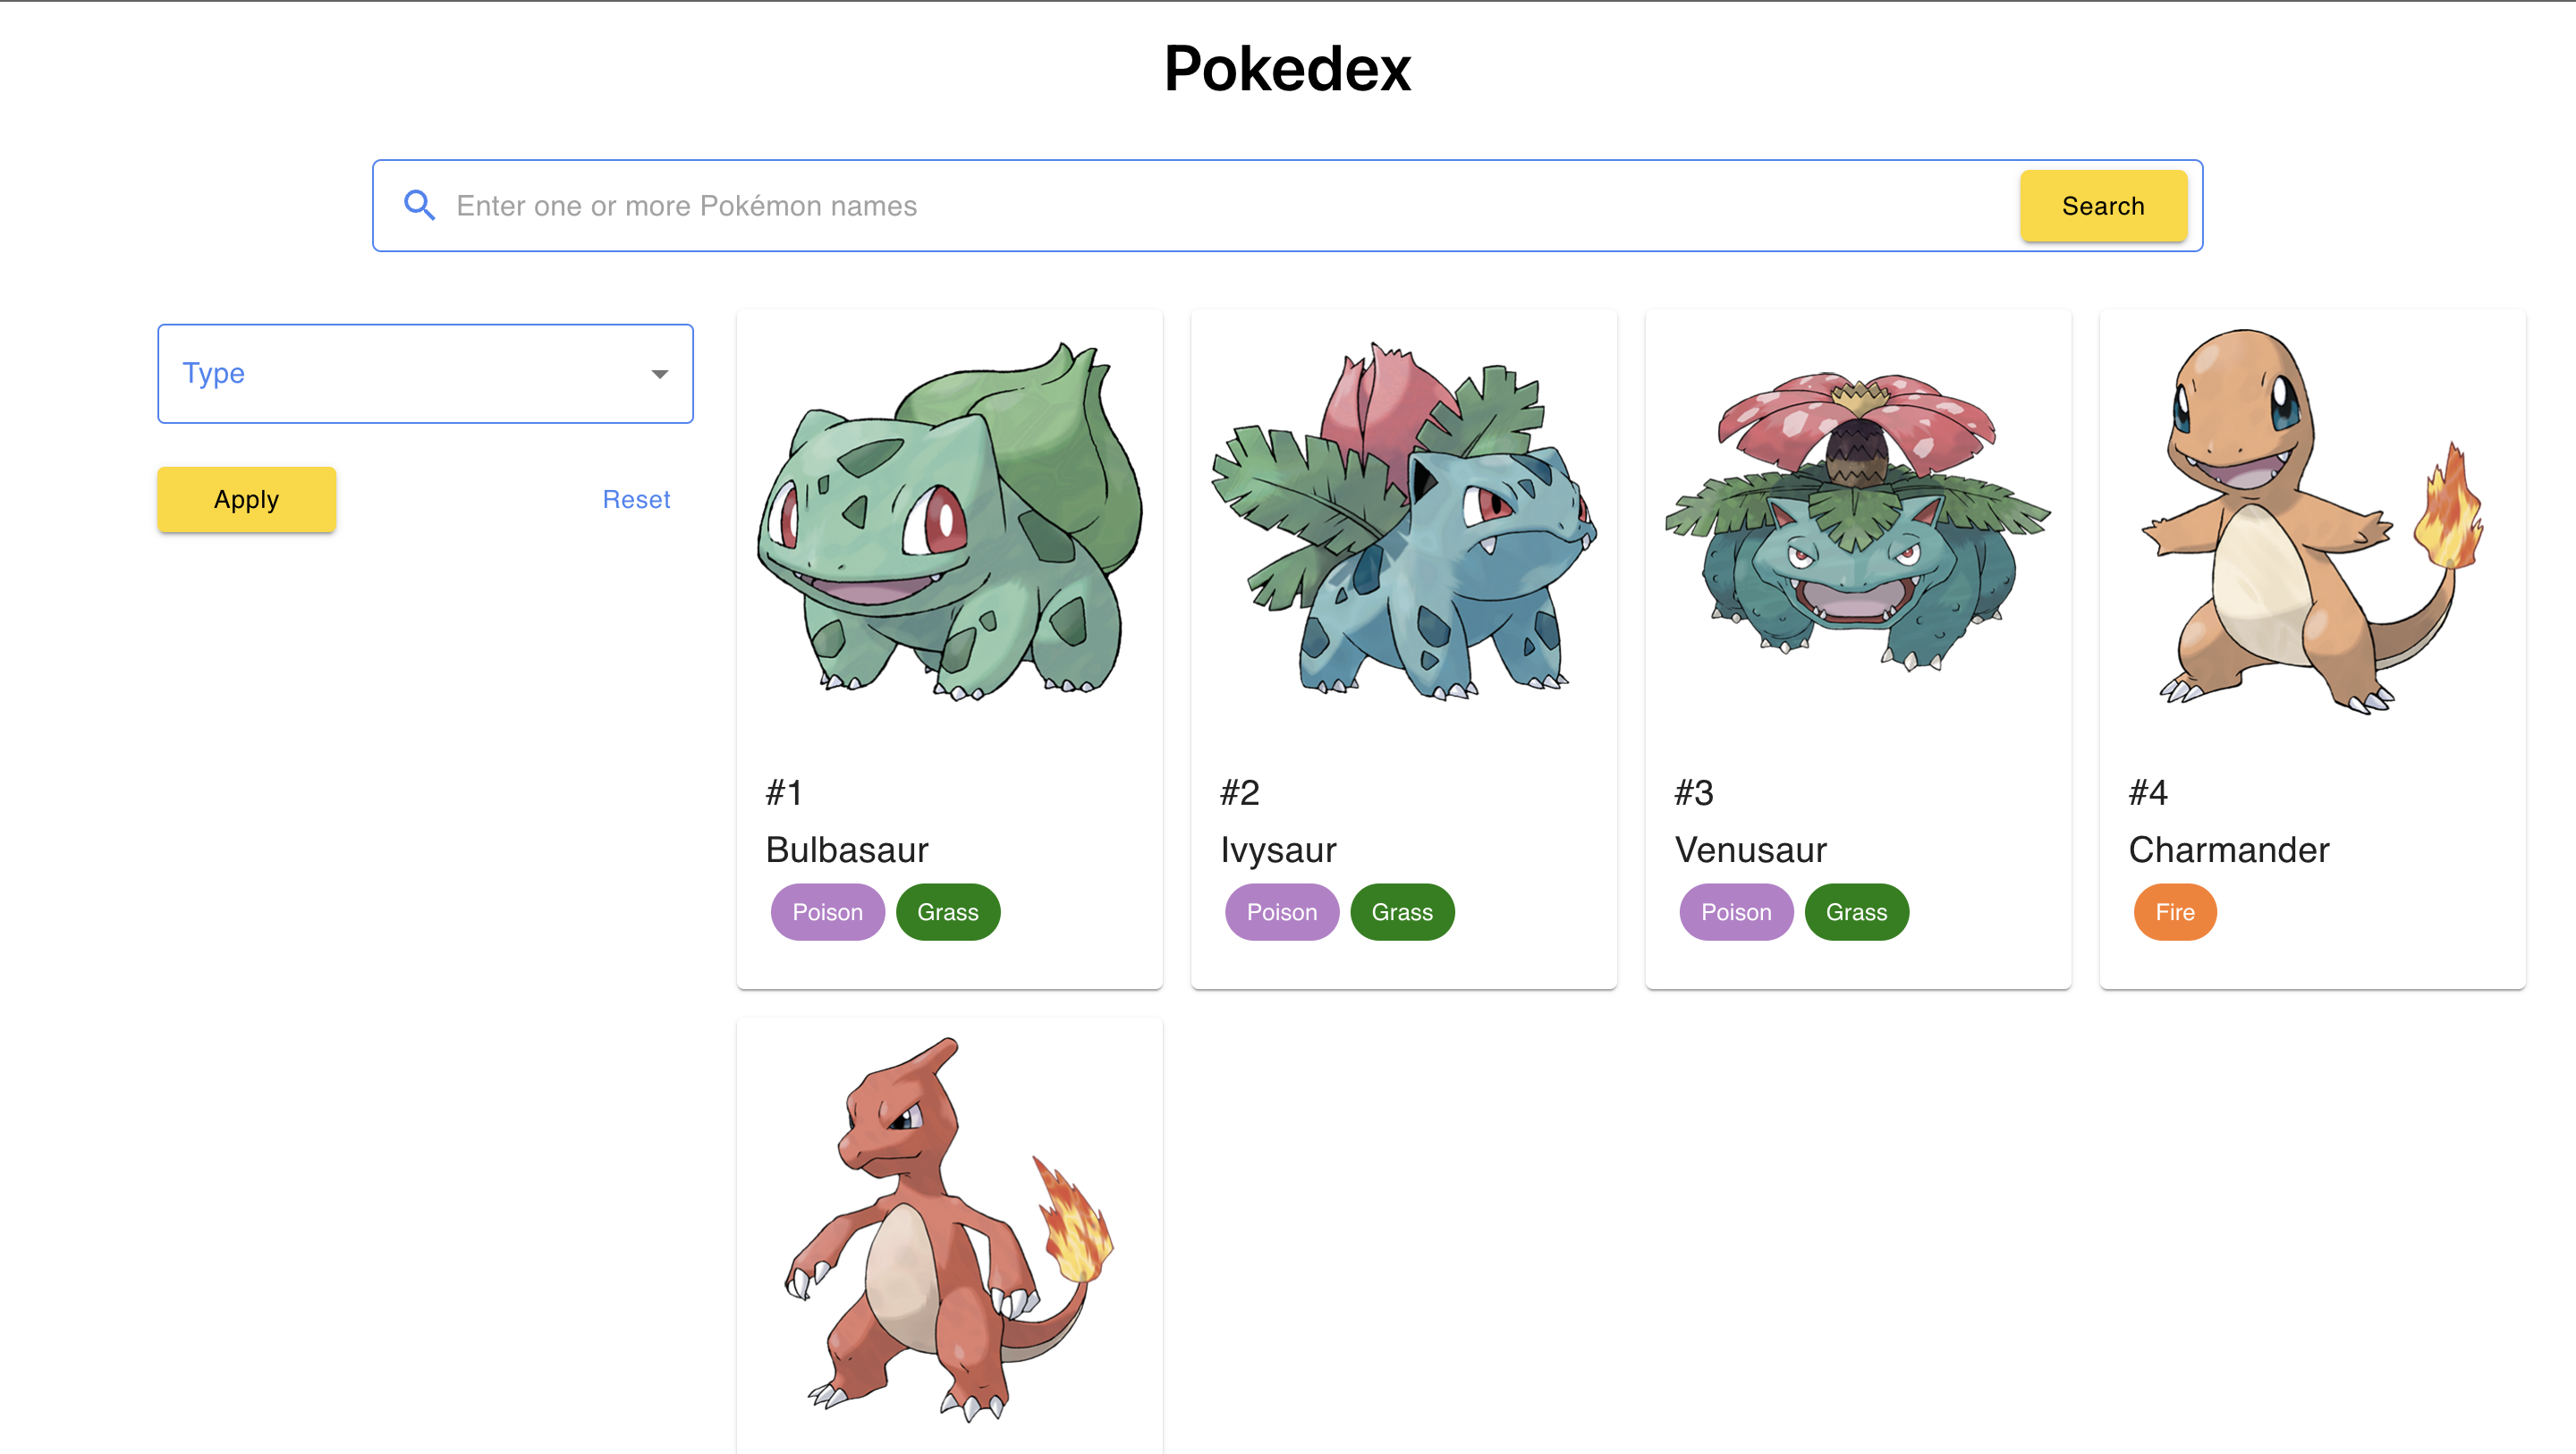 Pokedex
Enter one or more Pokémon names
Search
Type
Apply
Reset
#1
Bulbasaur
Poison Grass
#2
Ivysaur
Poison Grass
#3
Venusaur
Poison Grass
#4
Charmander
Fire